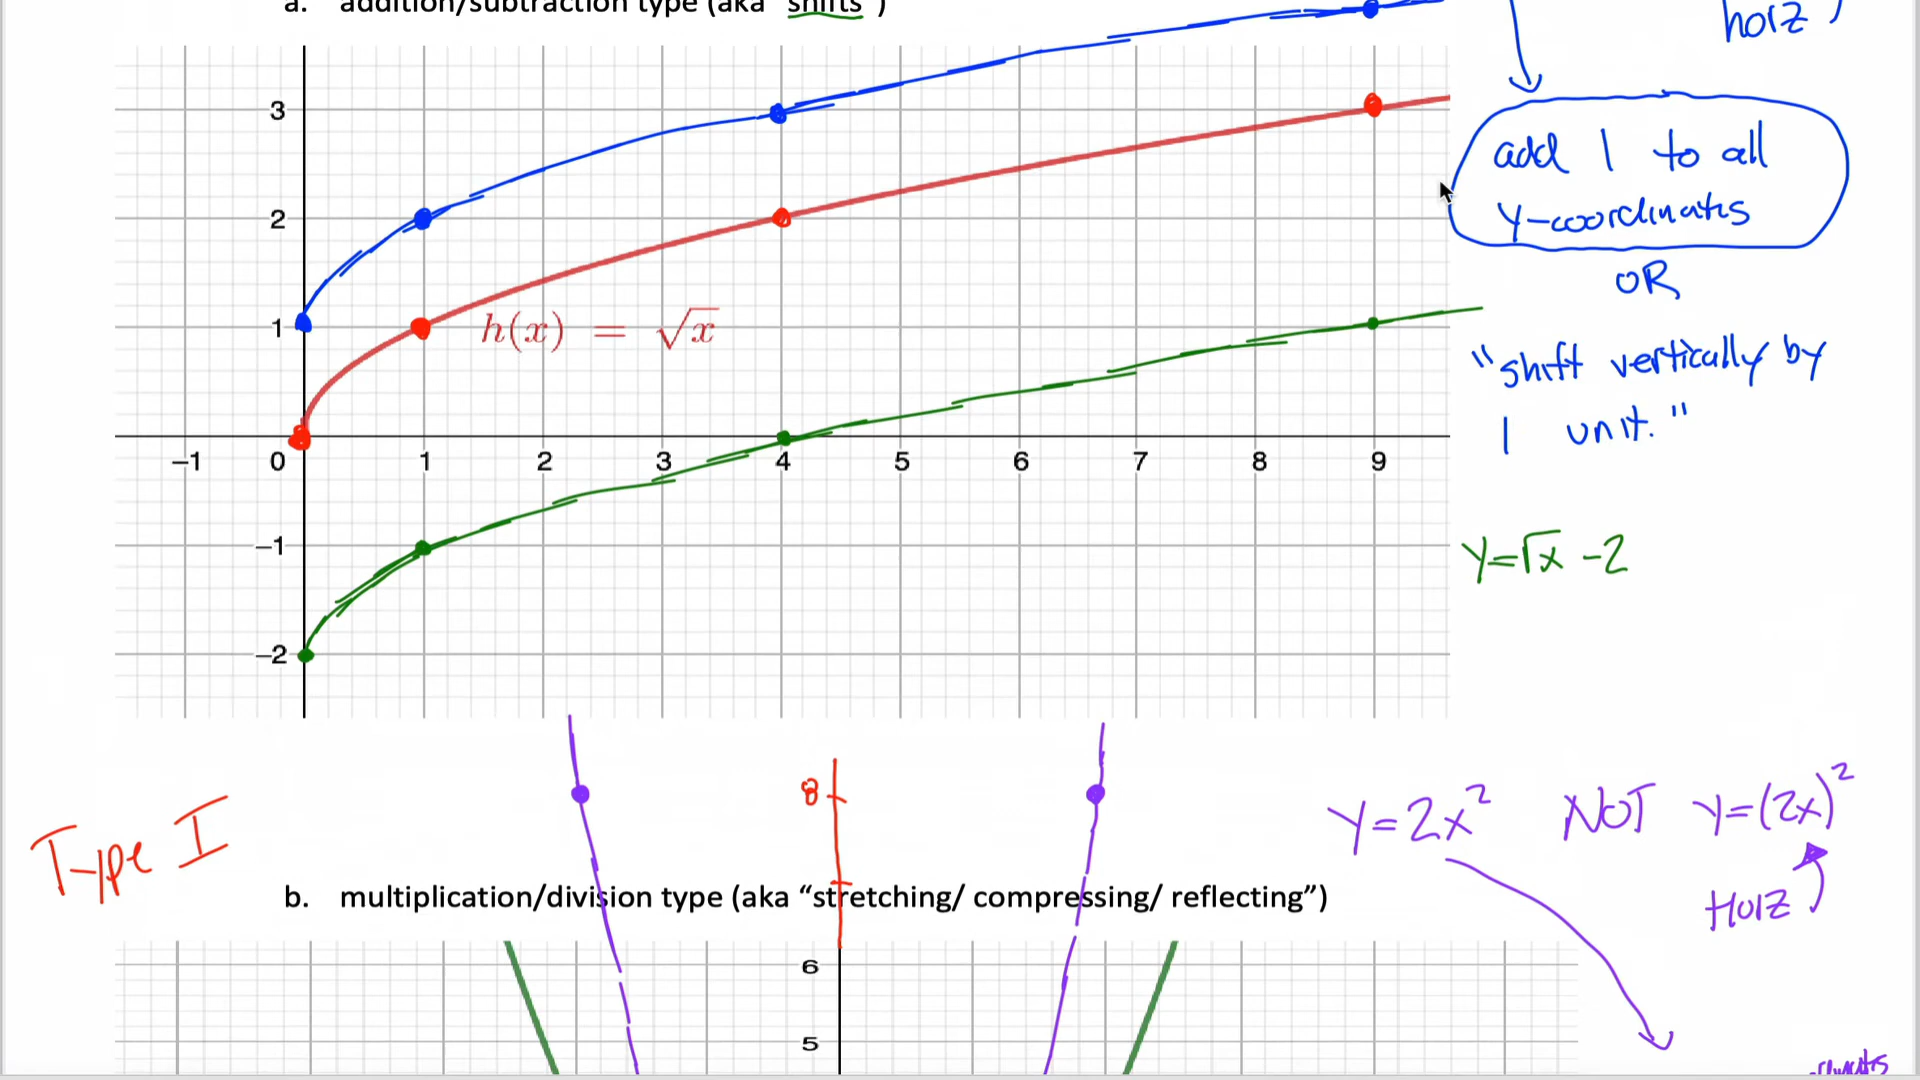 a. addition/subtraction type (aka "shifts")
horz )
3
add 1 to all
y-coordinates
2
OR
1
h(x) = √x
"shift vertically by
1 unit."
−1 0 1 2 3 4 5 6 7 8 9
−1
y=√x -2
−2
8
Type I
y=2x² NOT y=(2x)²
b. multiplication/division type (aka “stretching/ compressing/ reflecting”)
Horz
6
5